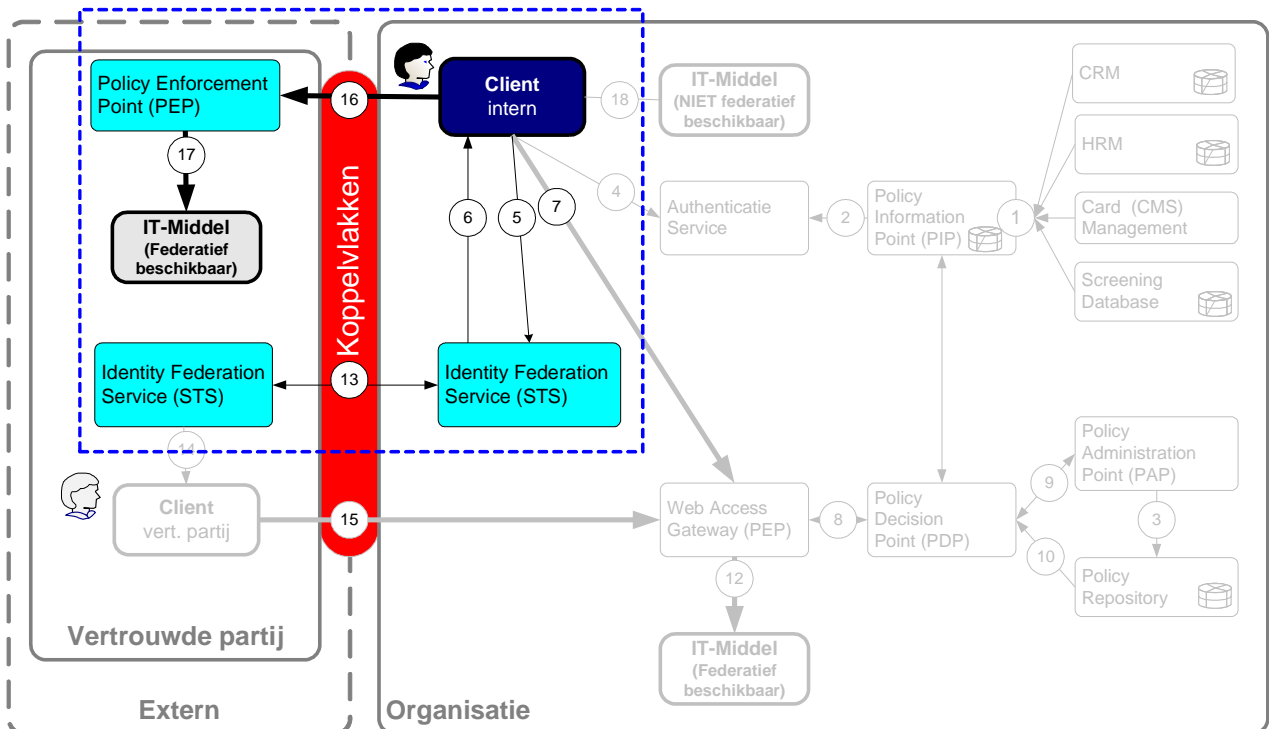 Policy Enforcement
Point (PEP)
17
IT-Middel
(Federatief
beschikbaar)
Identity Federation
Service (STS)
14
Client
vert. partij
Vertrouwde partij
Extern
16
Koppelvlakken
13
15
Client
intern
6
5
7
Identity Federation
Service (STS)
18
IT-Middel
(NIET federatief
beschikbaar)
4
Authenticatie
Service
2
Policy
Information
Point (PIP)
1
CRM
HRM
Card (CMS)
Management
Screening
Database
Web Access
Gateway (PEP)
8
Policy
Decision
Point (PDP)
9
10
Policy
Administration
Point (PAP)
3
Policy
Repository
12
IT-Middel
(Federatief
beschikbaar)
Organisatie